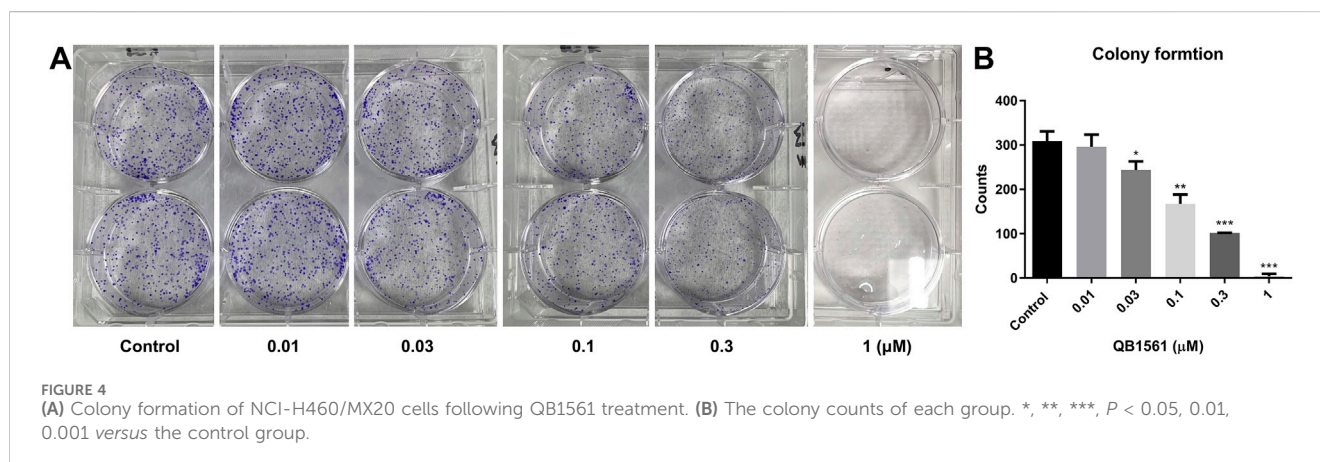 A
Control
0.01
0.03
0.1
0.3
1 (μM)
B
Colony formtion
Counts
400
300
200
100
0
*
**
***
***
Control
0.01
0.03
0.1
0.3
1
QB1561 (μM)
FIGURE 4
(A) Colony formation of NCI-H460/MX20 cells following QB1561 treatment. (B) The colony counts of each group. *, **, ***, P < 0.05, 0.01,
0.001 versus the control group.